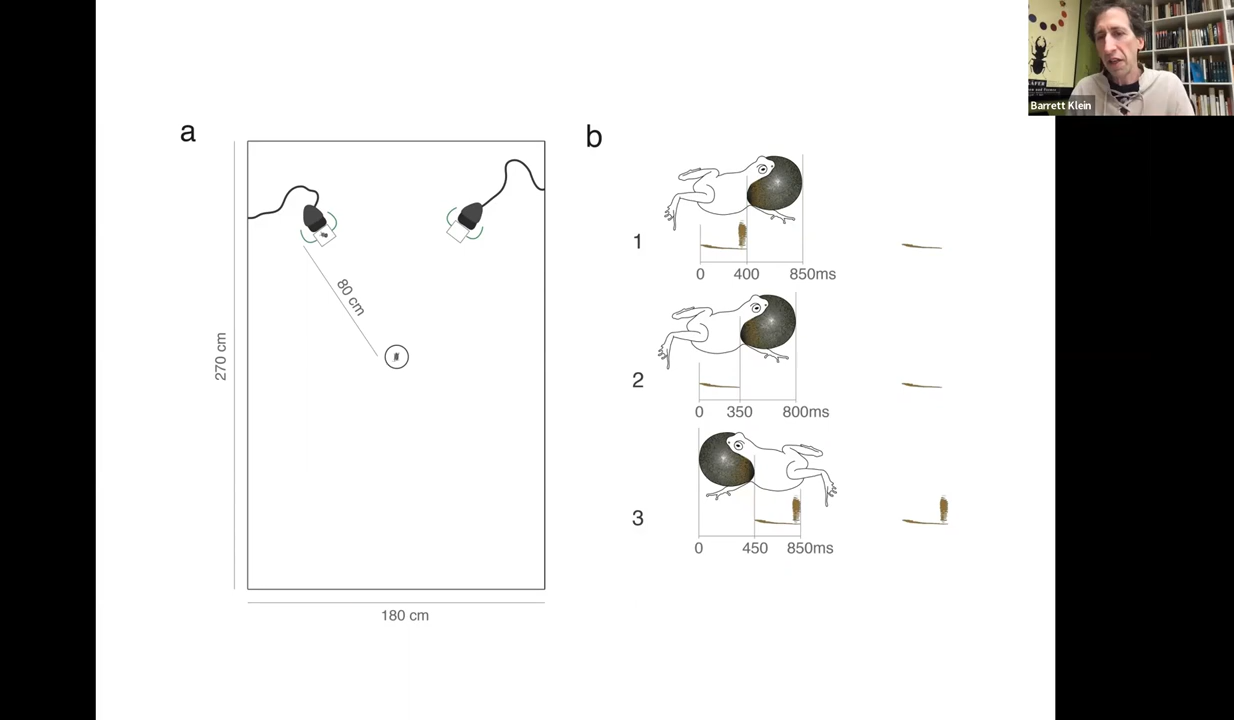 a
b
80 cm
270 cm
180 cm
1
0 400 850ms
2
0 350 800ms
3
0 450 850ms
Barrett Klein